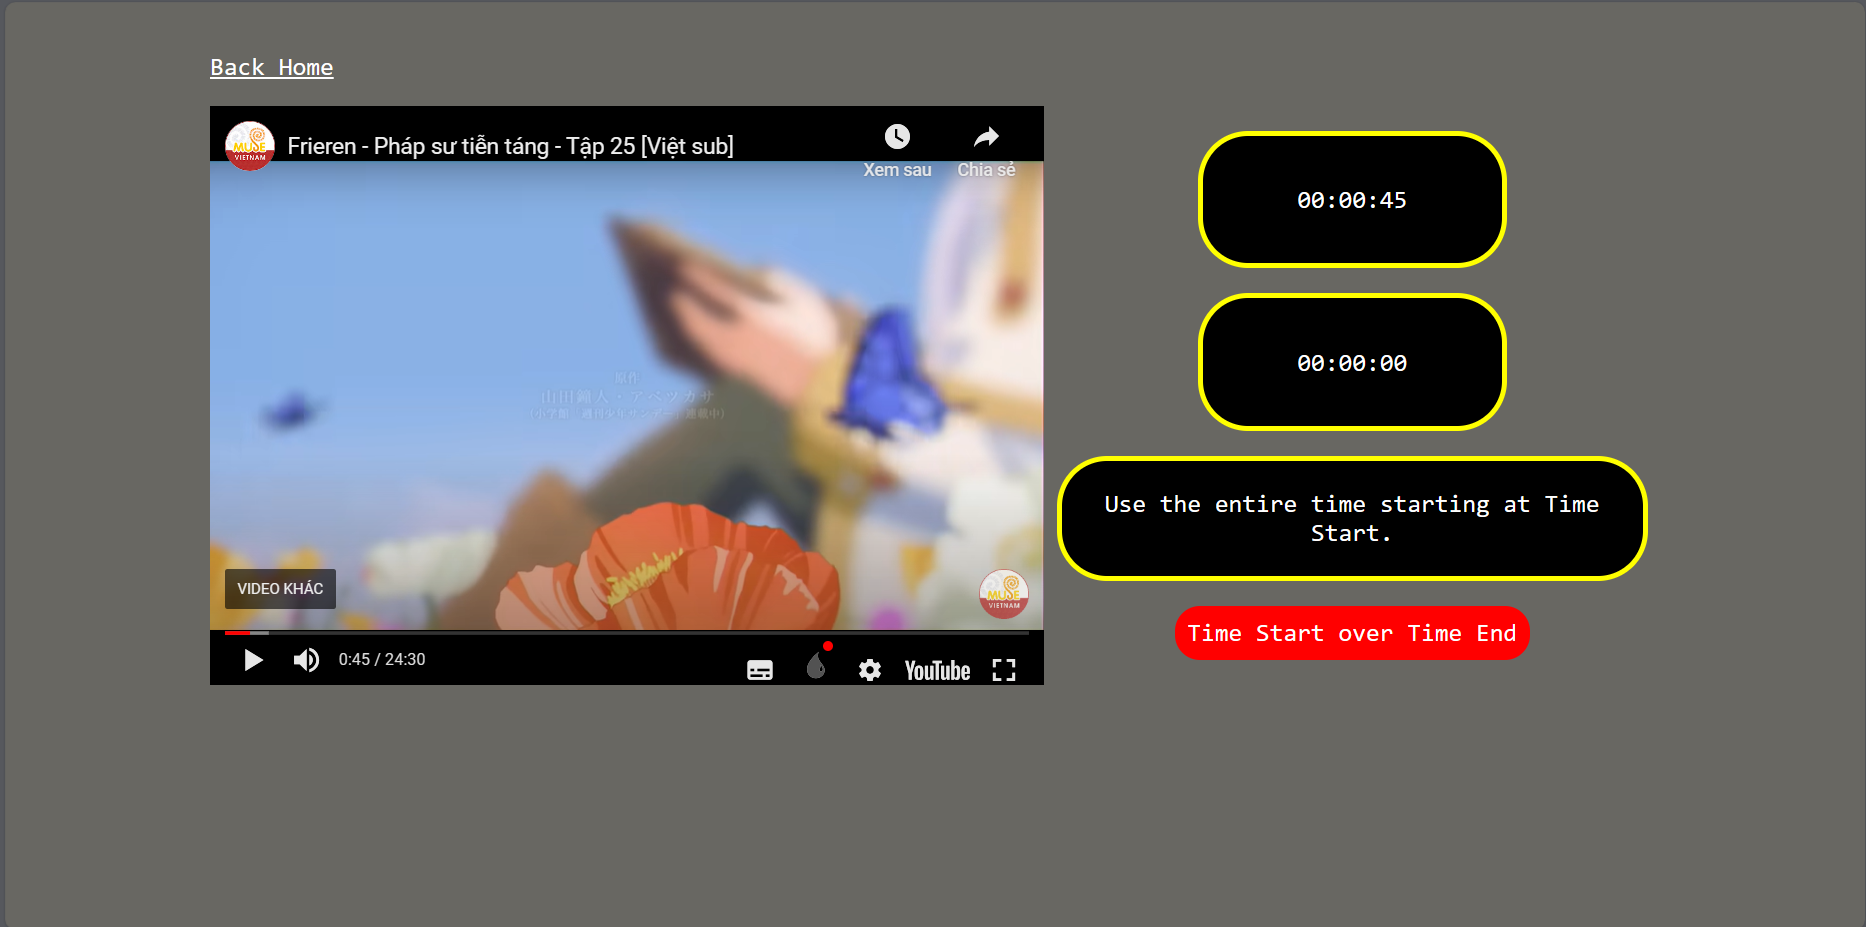 Back Home
MUSE
VIETNAM
Frieren - Pháp sư tiễn táng - Tập 25 [Việt sub]
Xem sau
Chia sẻ
原作
山田鐘人・アベツカサ
(小学館「週刊少年サンデー」連載中)
VIDEO KHÁC
MUSE
VIETNAM
0:45 / 24:30
YouTube
00:00:45
00:00:00
Use the entire time starting at Time
Start.
Time Start over Time End